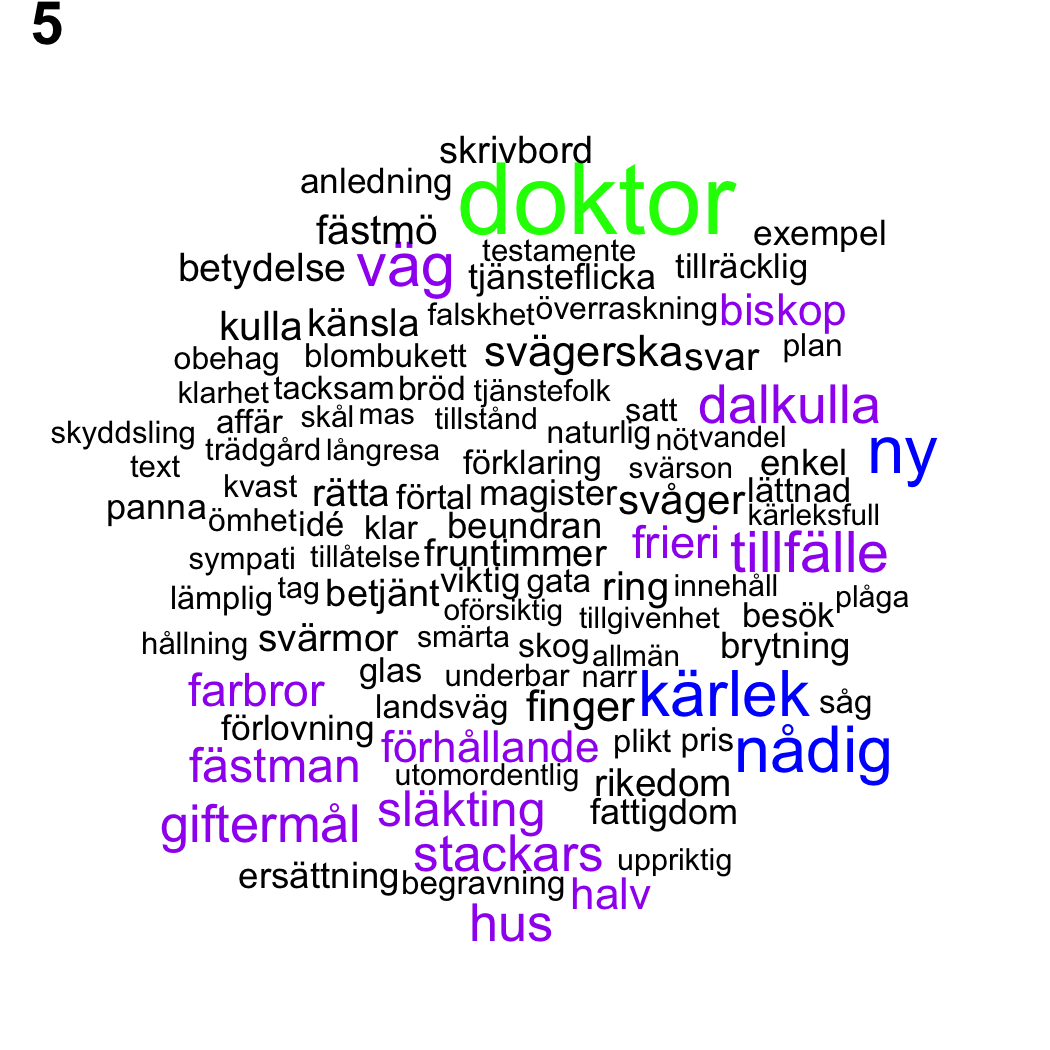 5
skrivbord
anledning doktor
fästmö exempel
testamente
betydelse väg tjänsteflicka tillräcklig
kulla känsla falskhet överraskning biskop
obehag blombukett svägerska svar plan
klarhet tacksam bröd tjänstefolk
affär skål mas tillstånd satt dalkulla
skyddsling naturlig nöt vandel ny
trädgård långresa
text förklaring svärson enkel
kvast rätta förtal magister svåger lättnad
panna ömhet idé klar beundran kärleksfull
sympati tillåtelse fruntimmer frieri tillfälle
lämplig tag betjänt viktig gata ring innehåll plåga
oförsiktig tillgivenhet besök
hållning svärmor smärta skog allmän brytning
glas underbar narr
farbror landsväg finger kärlek såg
förlovning förhållande plikt pris nådig
fästman utomordentlig rikedom
giftermål släkting fattigdom
stackars uppriktig
ersättning begravning halv
hus